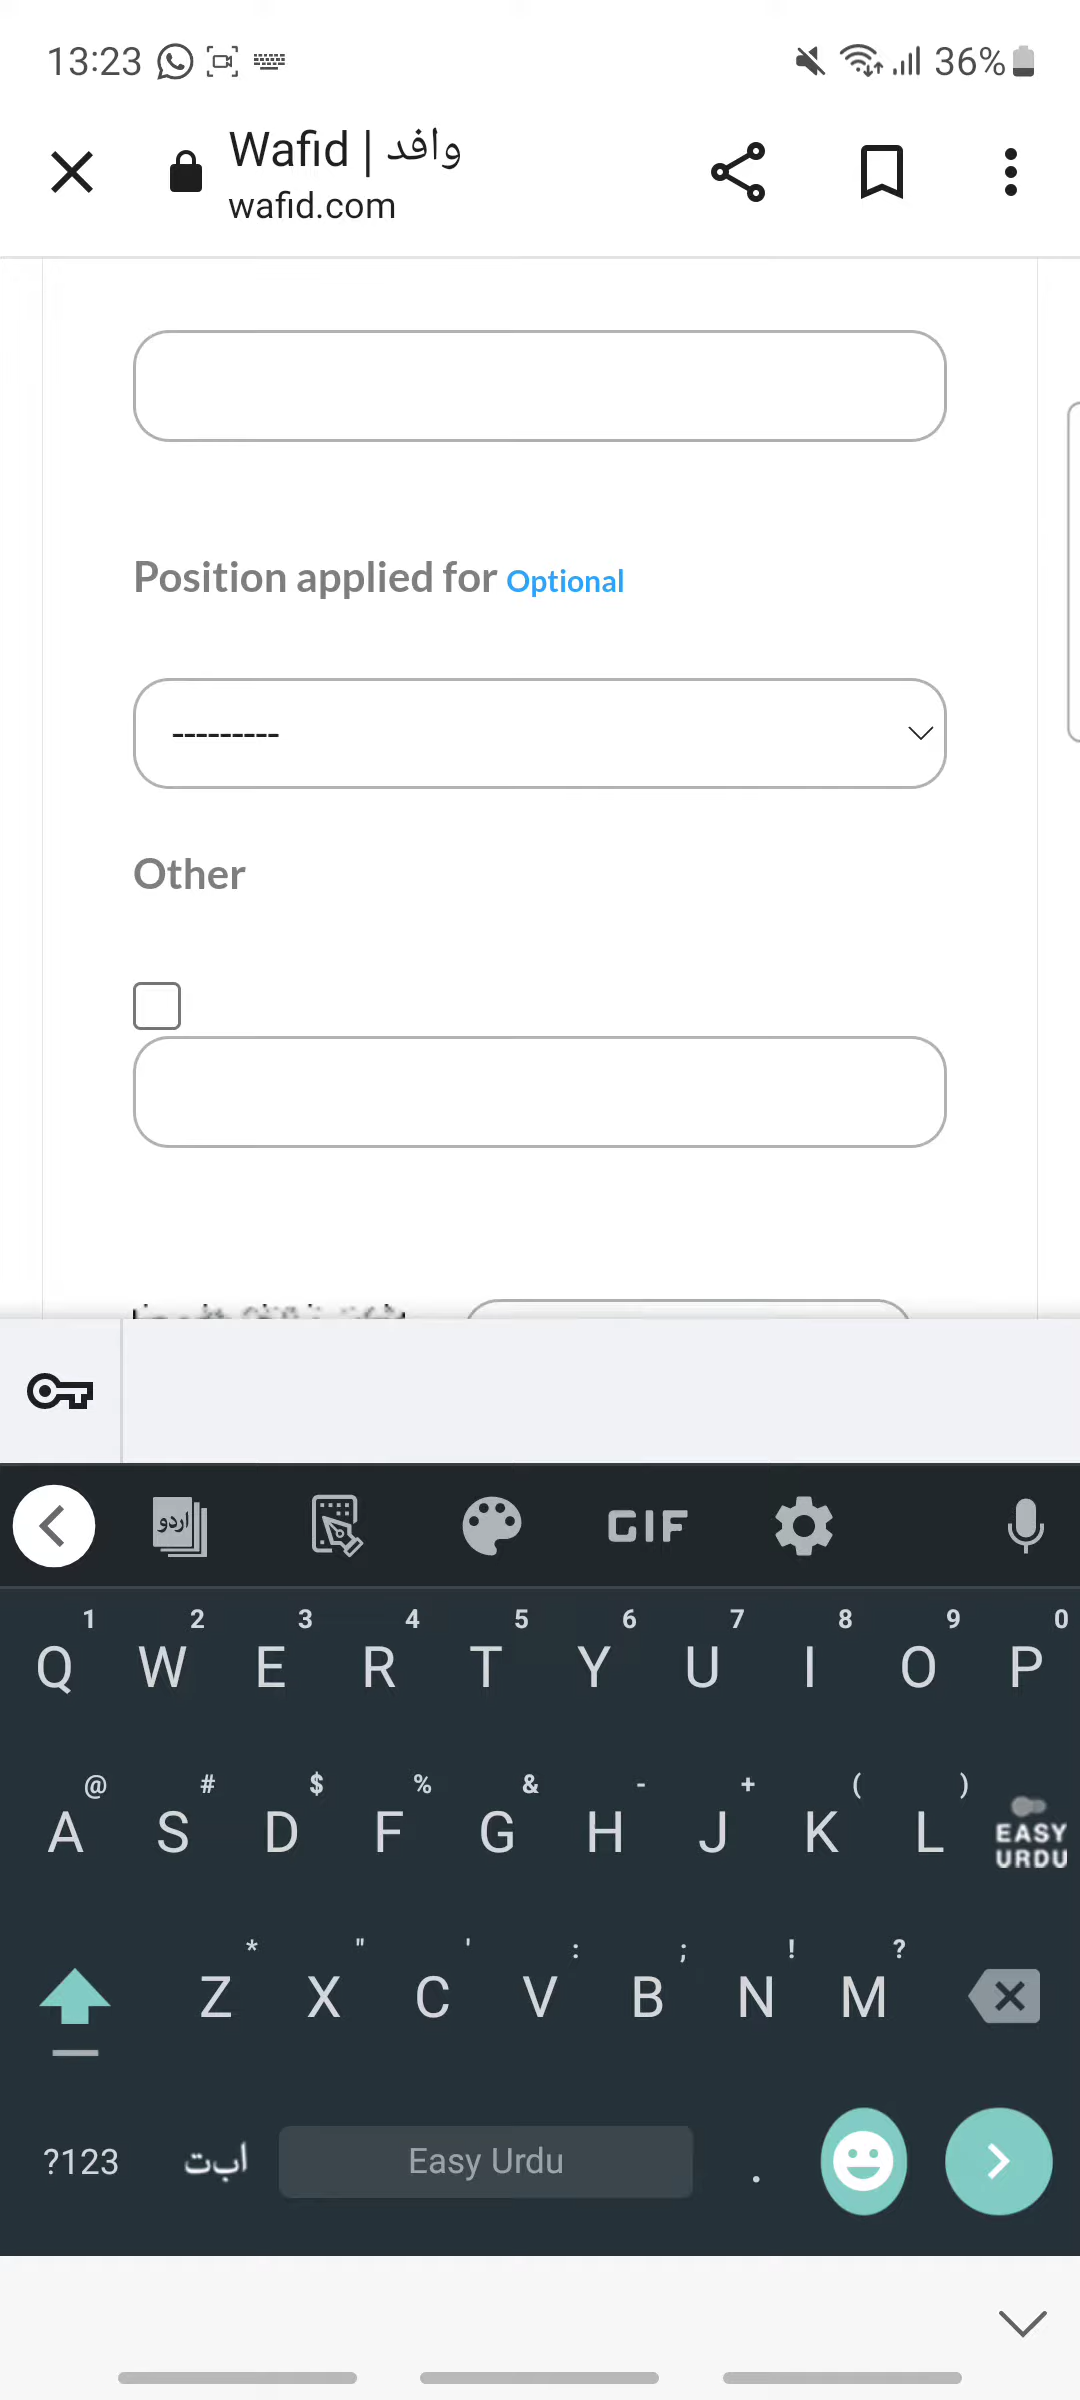 13:23
36%
Wafid | وافد
wafid.com
Position applied for Optional
---------
Other
اردو
GIF
1 2 3 4 5 6 7 8 9 0
Q W E R T Y U I O P
@ # $ % & - + ( )
A S D F G H J K L
EASY
URDU
* " ' : ; ! ?
Z X C V B N M
?123 اب‌ت Easy Urdu .